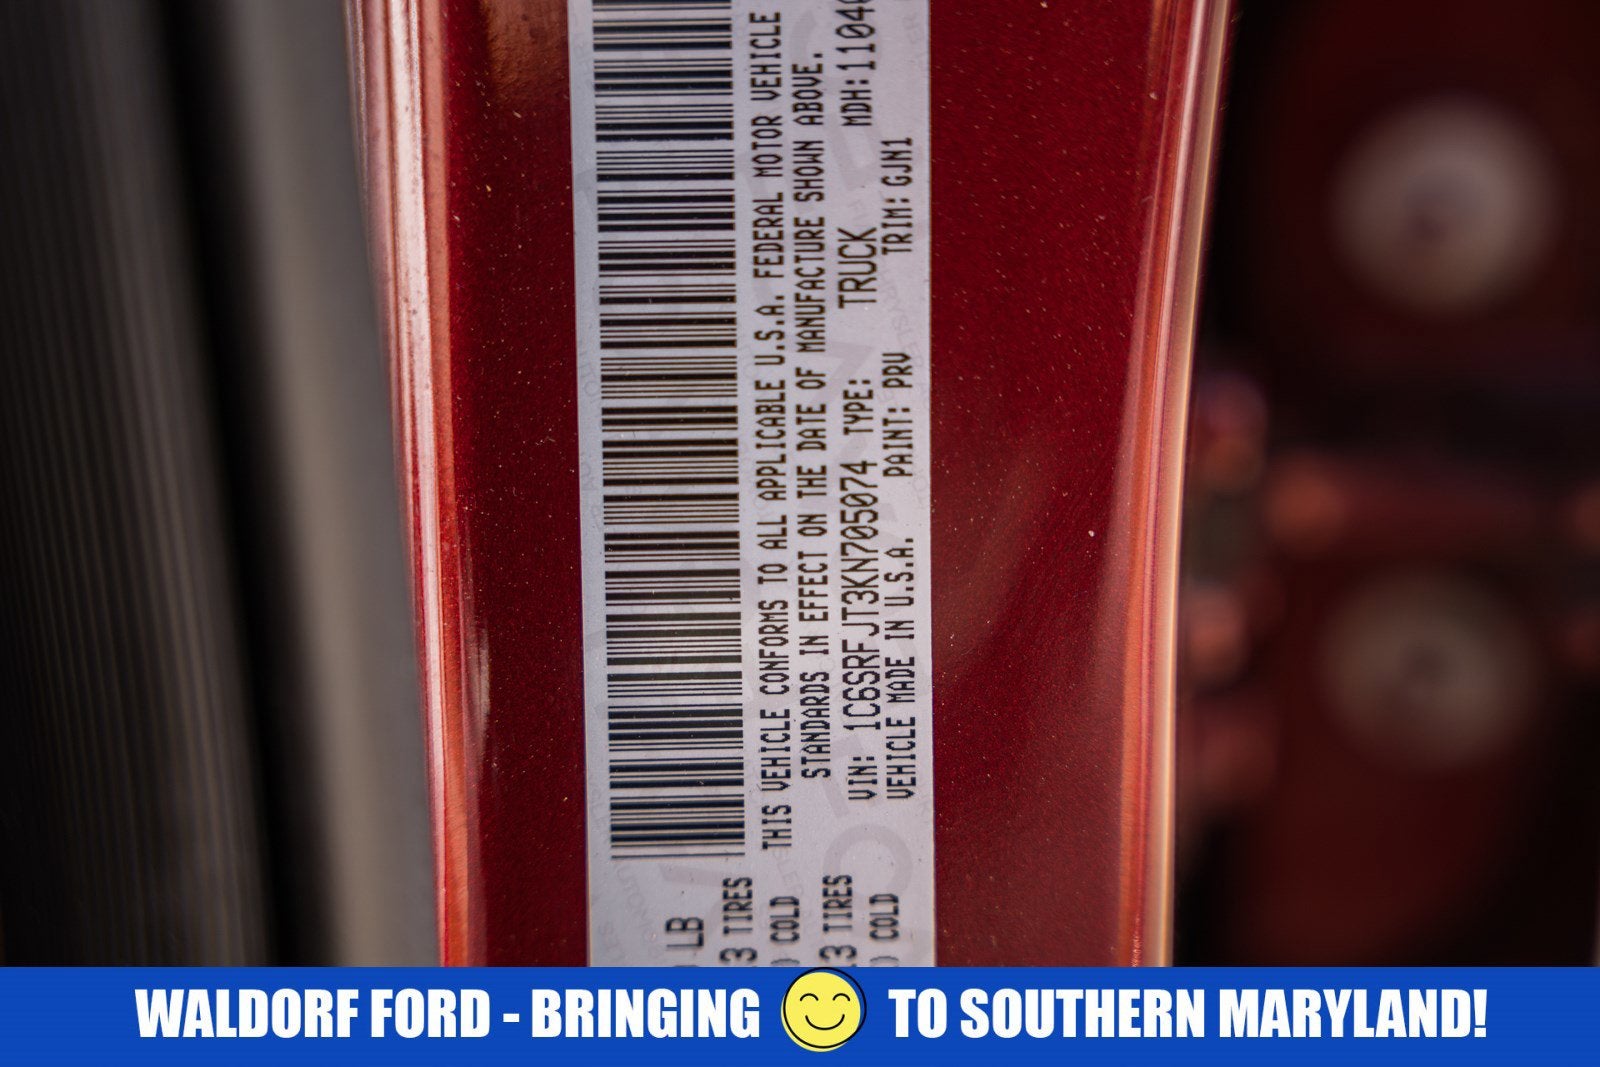 LB
3 TIRES
COLD
THIS VEHICLE CONFORMS TO ALL APPLICABLE U.S.A. FEDERAL MOTOR VEHICLE
STANDARDS IN EFFECT ON THE DATE OF MANUFACTURE SHOWN ABOVE.
3 TIRES
COLD
VIN: 1C6SRFJT3KN705074 TYPE: TRUCK MDH: 1104
VEHICLE MADE IN U.S.A. PAINT: PRV TRIM: GJN1
WALDORF FORD - BRINGING TO SOUTHERN MARYLAND!